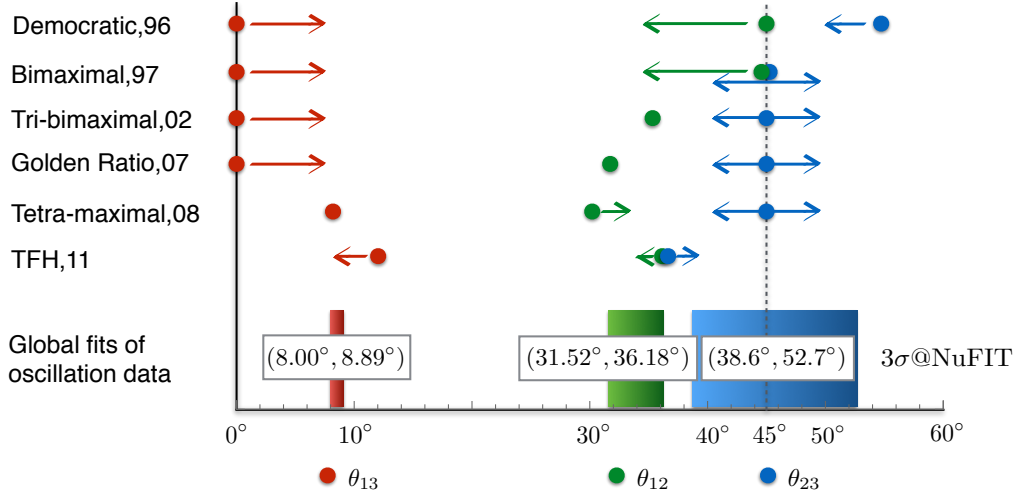 Democratic,96
Bimaximal,97
Tri-bimaximal,02
Golden Ratio,07
Tetra-maximal,08
TFH,11
Global fits of
oscillation data
(8.00°, 8.89°)
(31.52°, 36.18°)
(38.6°, 52.7°)
3σ@NuFIT
0° 10° 30° 40° 45° 50° 60°
θ₁₃ θ₁₂ θ₂₃